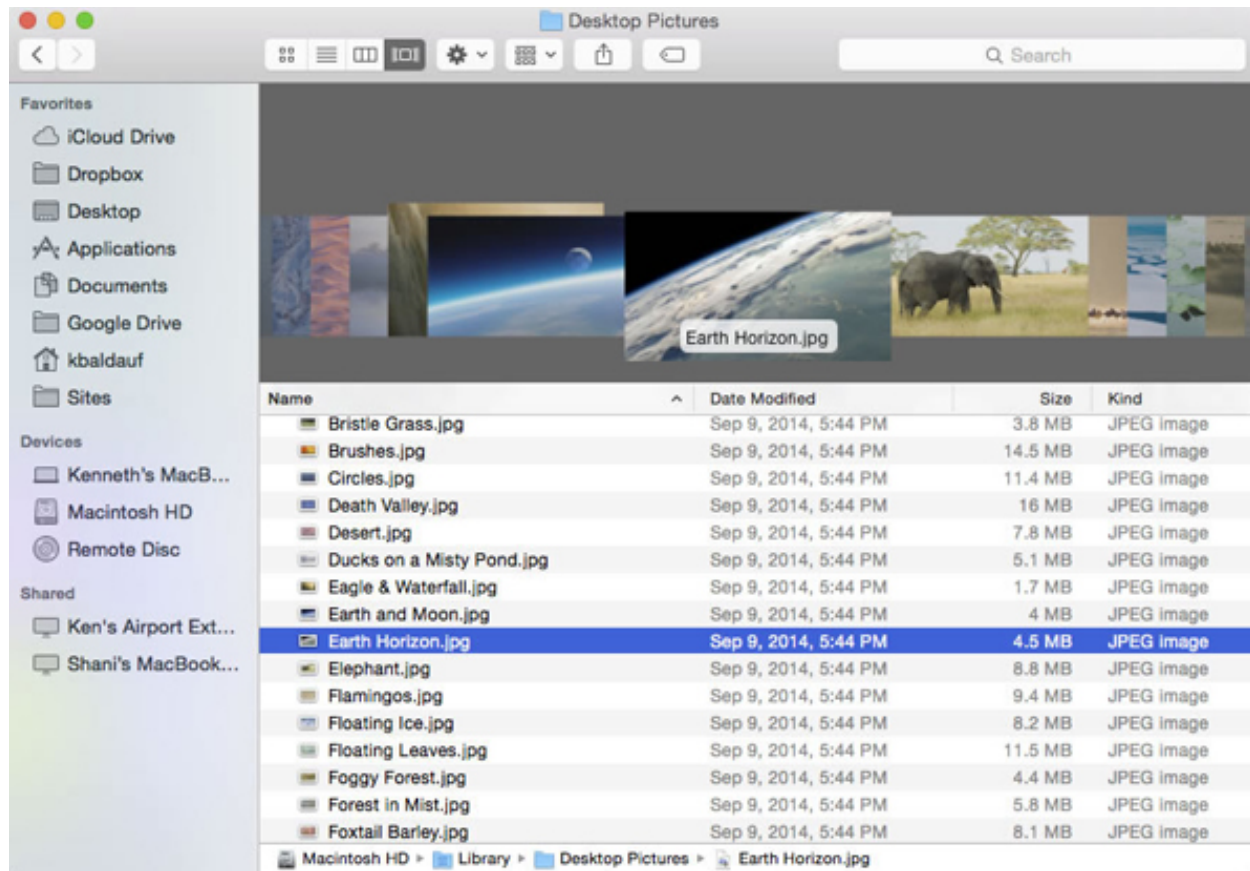 Desktop Pictures
Search
Favorites
iCloud Drive
Dropbox
Desktop
Applications
Documents
Google Drive
kbaldauf
Sites
Devices
Kenneth's MacB...
Macintosh HD
Remote Disc
Shared
Ken's Airport Ext...
Shani's MacBook...
Earth Horizon.jpg
Name Date Modified Size Kind
Bristle Grass.jpg Sep 9, 2014, 5:44 PM 3.8 MB JPEG image
Brushes.jpg Sep 9, 2014, 5:44 PM 14.5 MB JPEG image
Circles.jpg Sep 9, 2014, 5:44 PM 11.4 MB JPEG image
Death Valley.jpg Sep 9, 2014, 5:44 PM 16 MB JPEG image
Desert.jpg Sep 9, 2014, 5:44 PM 7.8 MB JPEG image
Ducks on a Misty Pond.jpg Sep 9, 2014, 5:44 PM 5.1 MB JPEG image
Eagle & Waterfall.jpg Sep 9, 2014, 5:44 PM 1.7 MB JPEG image
Earth and Moon.jpg Sep 9, 2014, 5:44 PM 4 MB JPEG image
Earth Horizon.jpg Sep 9, 2014, 5:44 PM 4.5 MB JPEG image
Elephant.jpg Sep 9, 2014, 5:44 PM 8.8 MB JPEG image
Flamingos.jpg Sep 9, 2014, 5:44 PM 9.4 MB JPEG image
Floating Ice.jpg Sep 9, 2014, 5:44 PM 8.2 MB JPEG image
Floating Leaves.jpg Sep 9, 2014, 5:44 PM 11.5 MB JPEG image
Foggy Forest.jpg Sep 9, 2014, 5:44 PM 4.4 MB JPEG image
Forest in Mist.jpg Sep 9, 2014, 5:44 PM 5.8 MB JPEG image
Foxtail Barley.jpg Sep 9, 2014, 5:44 PM 8.1 MB JPEG image
Macintosh HD ▸ Library ▸ Desktop Pictures ▸ Earth Horizon.jpg